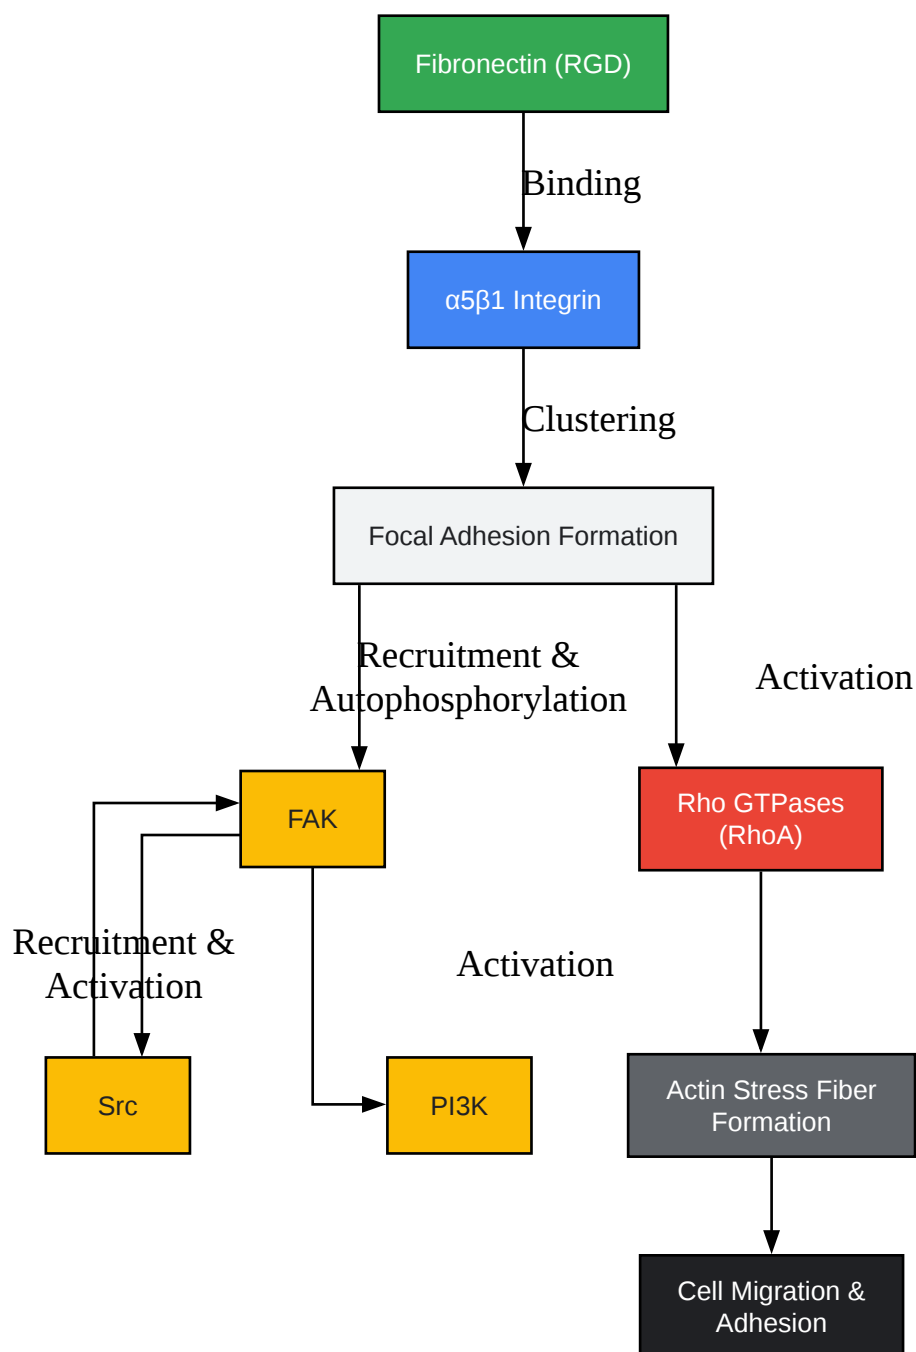 Fibronectin (RGD)
Binding
α5β1 Integrin
Clustering
Focal Adhesion Formation
Recruitment &
Autophosphorylation
Activation
FAK
Rho GTPases
(RhoA)
Recruitment &
Activation
Activation
Src
PI3K
Actin Stress Fiber
Formation
Cell Migration &
Adhesion